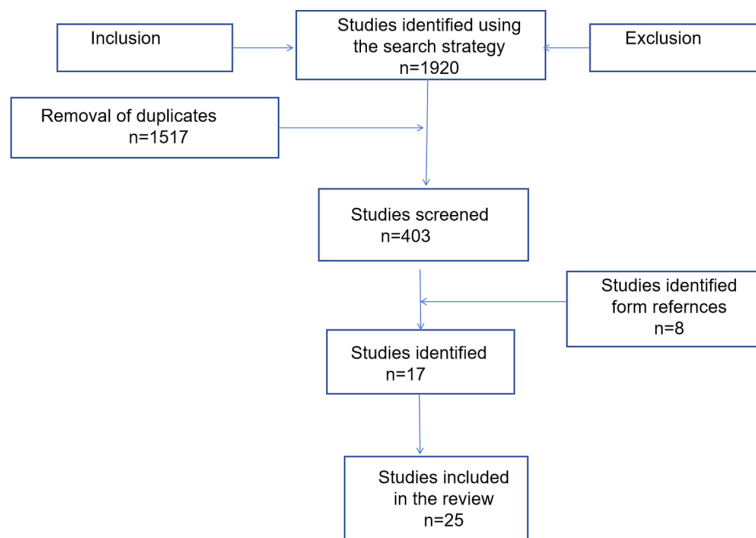 Inclusion
Studies identified using
the search strategy
n=1920
Exclusion
Removal of duplicates
n=1517
Studies screened
n=403
Studies identified
form refernces
n=8
Studies identified
n=17
Studies included
in the review
n=25